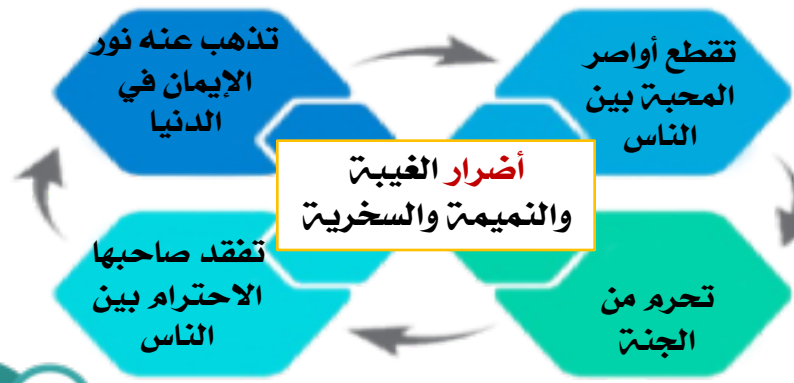 أضرار الغيبة
والنميمة والسخرية
تقطع أواصر
المحبة بين
الناس
تحرم من
الجنة
تفقد صاحبها
الاحترام بين
الناس
تذهب عنه نور
الإيمان في
الدنيا